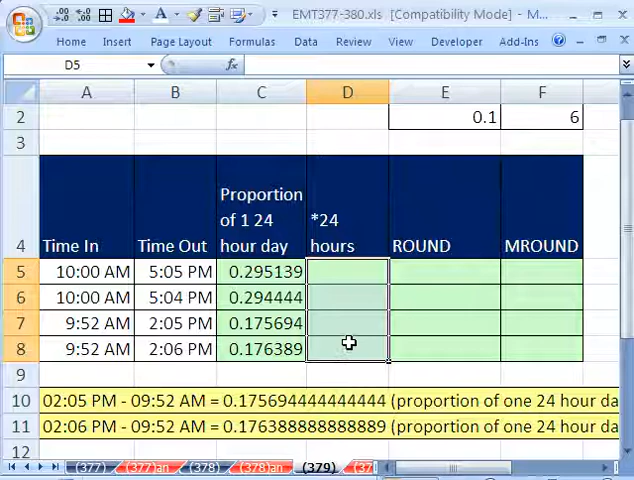 EMT377-380.xls [Compatibility Mode] - M...
Home Insert Page Layout Formulas Data Review View Developer Add-Ins
D5 fx
A B C D E F
2 0.1 6
3
4 Time In Time Out Proportion of 1 24 hour day *24 hours ROUND MROUND
5 10:00 AM 5:05 PM 0.295139
6 10:00 AM 5:04 PM 0.294444
7 9:52 AM 2:05 PM 0.175694
8 9:52 AM 2:06 PM 0.176389
9
10 02:05 PM - 09:52 AM = 0.175694444444444 (proportion of one 24 hour da
11 02:06 PM - 09:52 AM = 0.176388888888889 (proportion of one 24 hour da
12
(377) (377)an (378) (378)an (379) (37